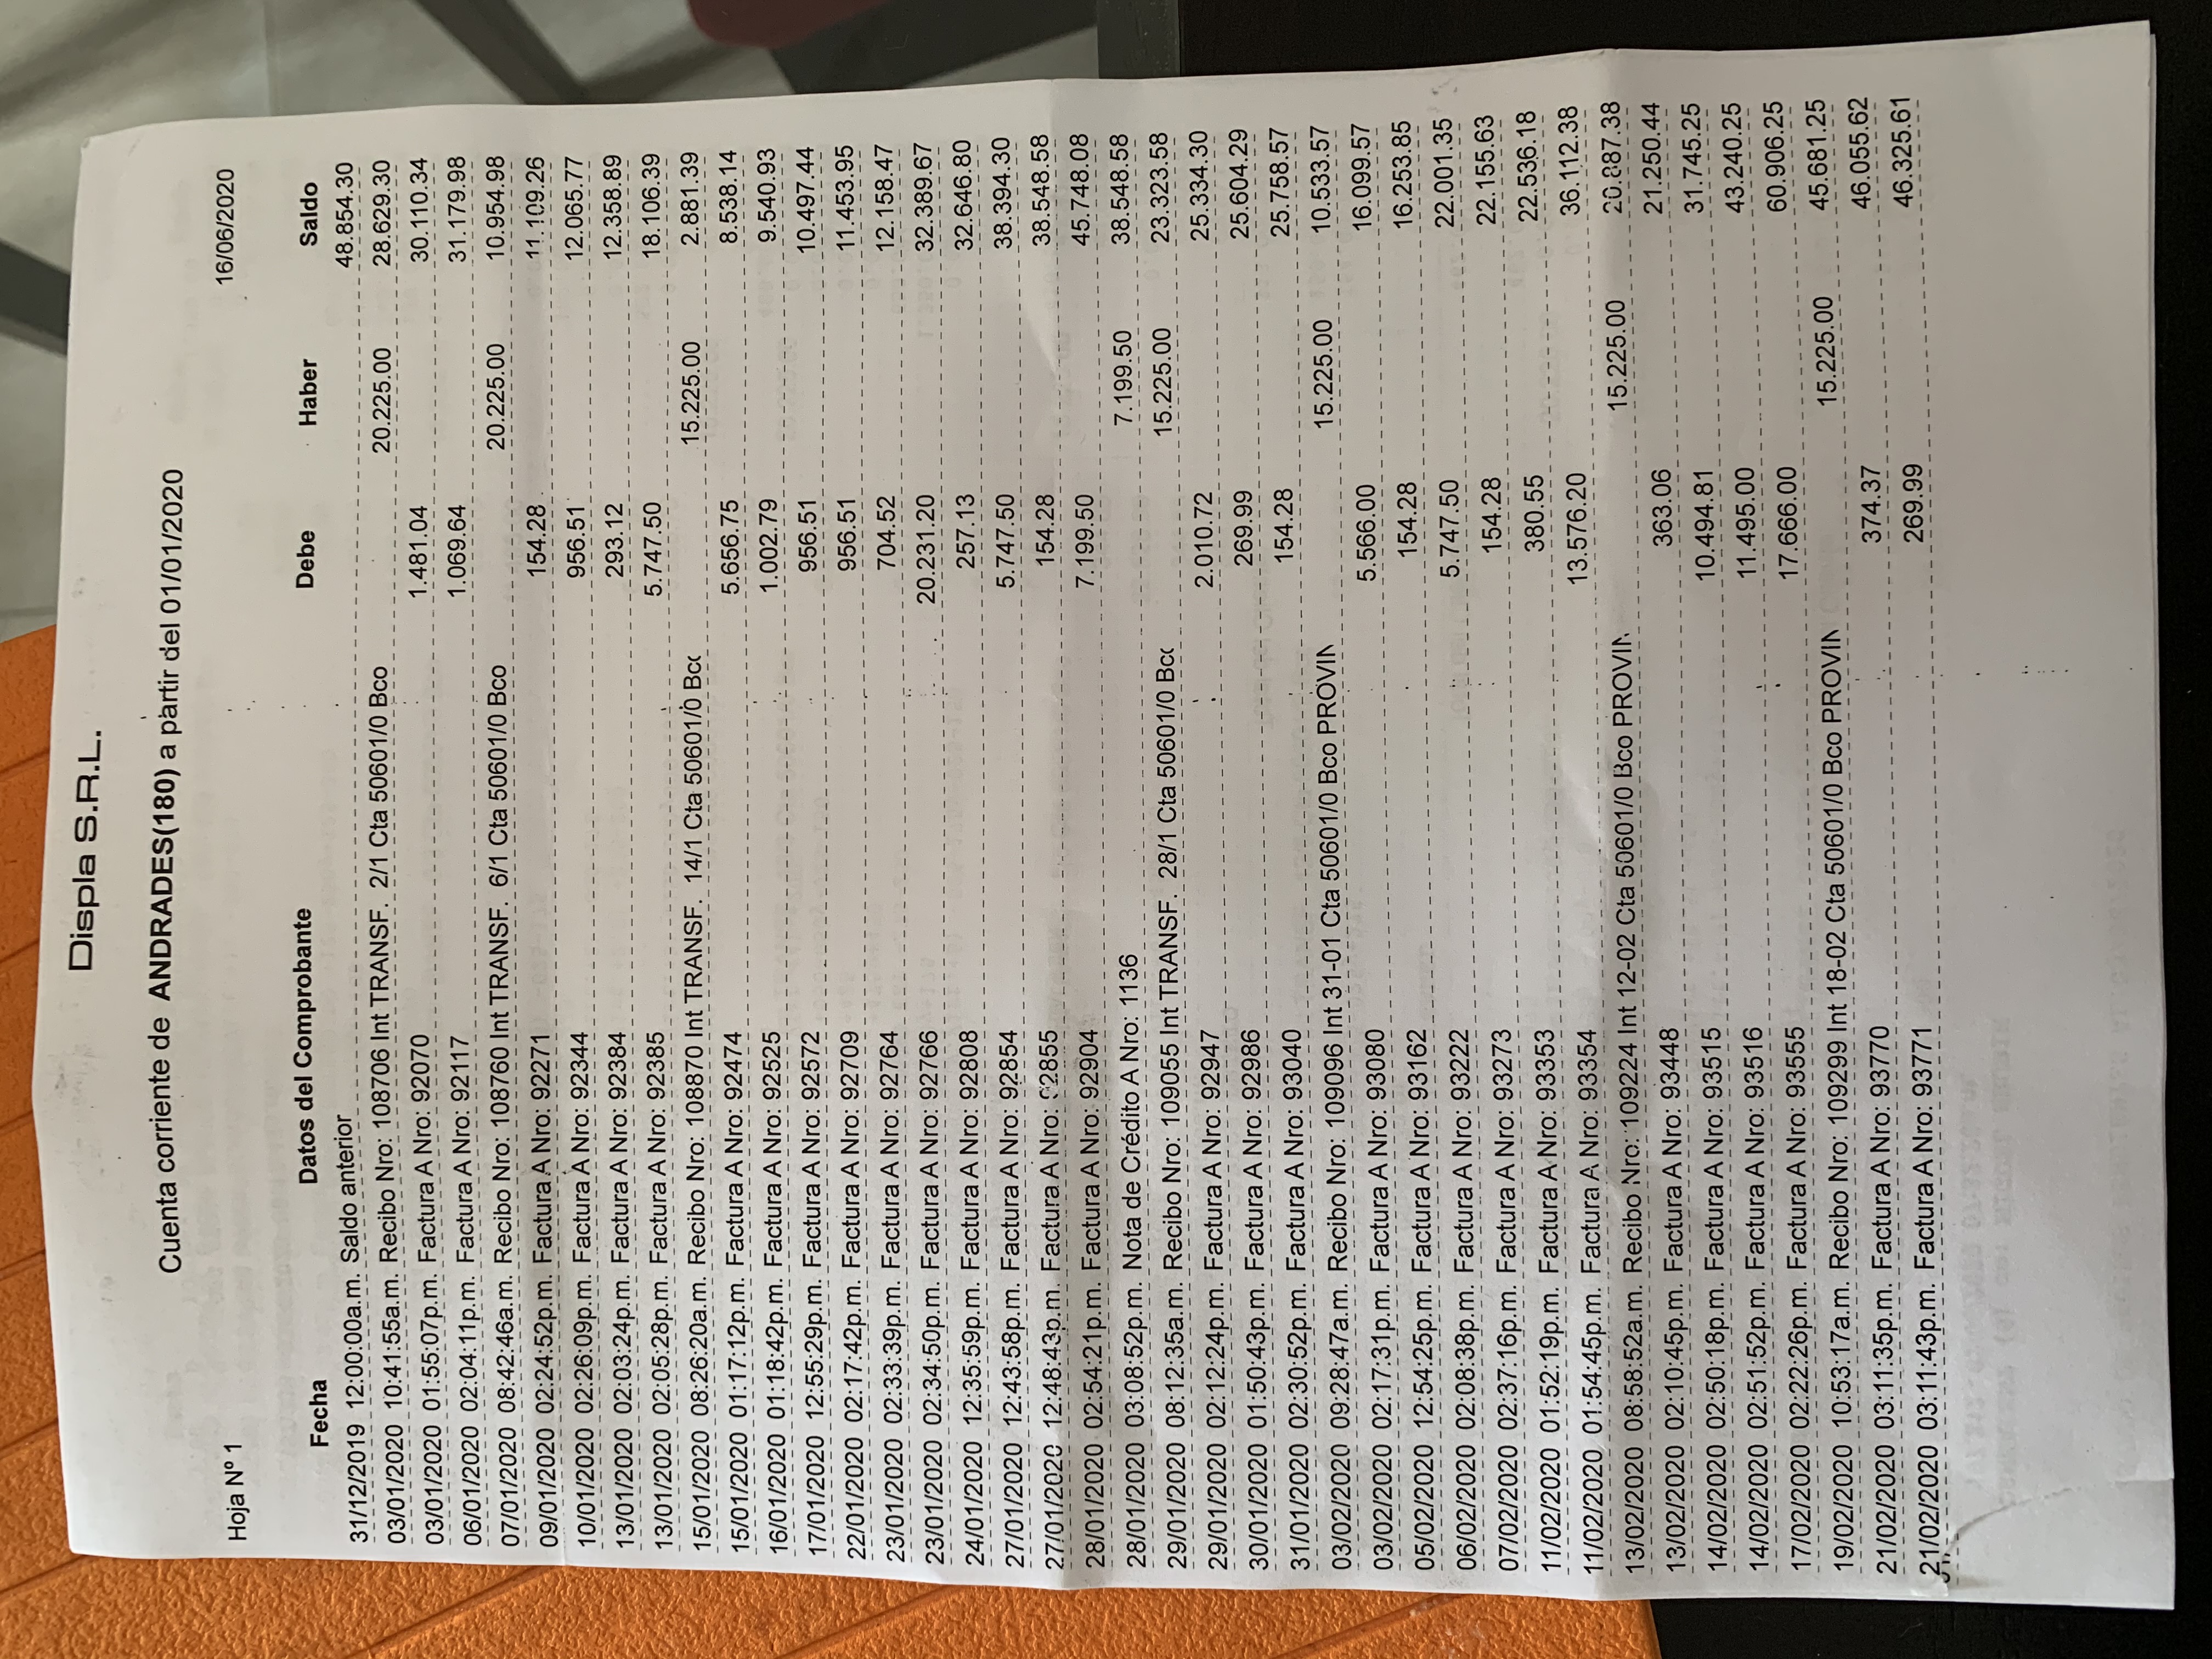 Displa S.R.L.
Cuenta corriente de ANDRADES(180) a partir del 01/01/2020
Hoja Nº 1 16/06/2020
Fecha Datos del Comprobante Debe Haber Saldo
31/12/2019 12:00:00a.m. Saldo anterior 48.854.30
03/01/2020 10:41:55a.m. Recibo Nro: 108706 Int TRANSF. 2/1 Cta 50601/0 Bco 20.225.00 28.629.30
03/01/2020 01:55:07p.m. Factura A Nro: 92070 1.481.04 30.110.34
06/01/2020 02:04:11p.m. Factura A Nro: 92117 1.069.64 31.179.98
07/01/2020 08:42:46a.m. Recibo Nro: 108760 Int TRANSF. 6/1 Cta 50601/0 Bco 20.225.00 10.954.98
09/01/2020 02:24:52p.m. Factura A Nro: 92271 154.28 11.109.26
10/01/2020 02:26:09p.m. Factura A Nro: 92344 956.51 12.065.77
13/01/2020 02:03:24p.m. Factura A Nro: 92384 293.12 12.358.89
13/01/2020 02:05:28p.m. Factura A Nro: 92385 5.747.50 18.106.39
15/01/2020 08:26:20a.m. Recibo Nro: 108870 Int TRANSF. 14/1 Cta 50601/0 Bcc 15.225.00 2.881.39
15/01/2020 01:17:12p.m. Factura A Nro: 92474 5.656.75 8.538.14
16/01/2020 01:18:42p.m. Factura A Nro: 92525 1.002.79 9.540.93
17/01/2020 12:55:29p.m. Factura A Nro: 92572 956.51 10.497.44
22/01/2020 02:17:42p.m. Factura A Nro: 92709 956.51 11.453.95
23/01/2020 02:33:39p.m. Factura A Nro: 92764 704.52 12.158.47
23/01/2020 02:34:50p.m. Factura A Nro: 92766 20.231.20 32.389.67
24/01/2020 12:35:59p.m. Factura A Nro: 92808 257.13 32.646.80
27/01/2020 12:43:58p.m. Factura A Nro: 92854 5.747.50 38.394.30
27/01/2020 12:48:43p.m. Factura A Nro: 92855 154.28 38.548.58
28/01/2020 02:54:21p.m. Factura A Nro: 92904 7.199.50 45.748.08
28/01/2020 03:08:52p.m. Nota de Crédito A Nro: 1136 7.199.50 38.548.58
29/01/2020 08:12:35a.m. Recibo Nro: 109055 Int TRANSF. 28/1 Cta 50601/0 Bcc 15.225.00 23.323.58
29/01/2020 02:12:24p.m. Factura A Nro: 92947 2.010.72 25.334.30
30/01/2020 01:50:43p.m. Factura A Nro: 92986 269.99 25.604.29
31/01/2020 02:30:52p.m. Factura A Nro: 93040 154.28 25.758.57
03/02/2020 09:28:47a.m. Recibo Nro: 109096 Int 31-01 Cta 50601/0 Bco PROVIN 15.225.00 10.533.57
03/02/2020 02:17:31p.m. Factura A Nro: 93080 5.566.00 16.099.57
05/02/2020 12:54:25p.m. Factura A Nro: 93162 154.28 16.253.85
06/02/2020 02:08:38p.m. Factura A Nro: 93222 5.747.50 22.001.35
07/02/2020 02:37:16p.m. Factura A Nro: 93273 154.28 22.155.63
11/02/2020 01:52:19p.m. Factura A Nro: 93353 380.55 22.536.18
11/02/2020 01:54:45p.m. Factura A Nro: 93354 13.576.20 36.112.38
13/02/2020 08:58:52a.m. Recibo Nro: 109224 Int 12-02 Cta 50601/0 Bco PROVIN 15.225.00 20.887.38
13/02/2020 02:10:45p.m. Factura A Nro: 93448 363.06 21.250.44
14/02/2020 02:50:18p.m. Factura A Nro: 93515 10.494.81 31.745.25
14/02/2020 02:51:52p.m. Factura A Nro: 93516 11.495.00 43.240.25
17/02/2020 02:22:26p.m. Factura A Nro: 93555 17.666.00 60.906.25
19/02/2020 10:53:17a.m. Recibo Nro: 109299 Int 18-02 Cta 50601/0 Bco PROVIN 15.225.00 45.681.25
21/02/2020 03:11:35p.m. Factura A Nro: 93770 374.37 46.055.62
21/02/2020 03:11:43p.m. Factura A Nro: 93771 269.99 46.325.61